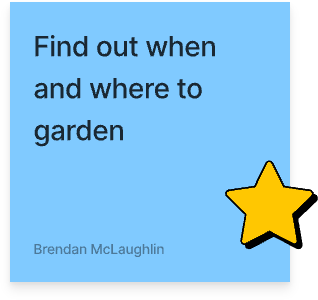 Find out when
and where to
garden
Brendan McLaughlin